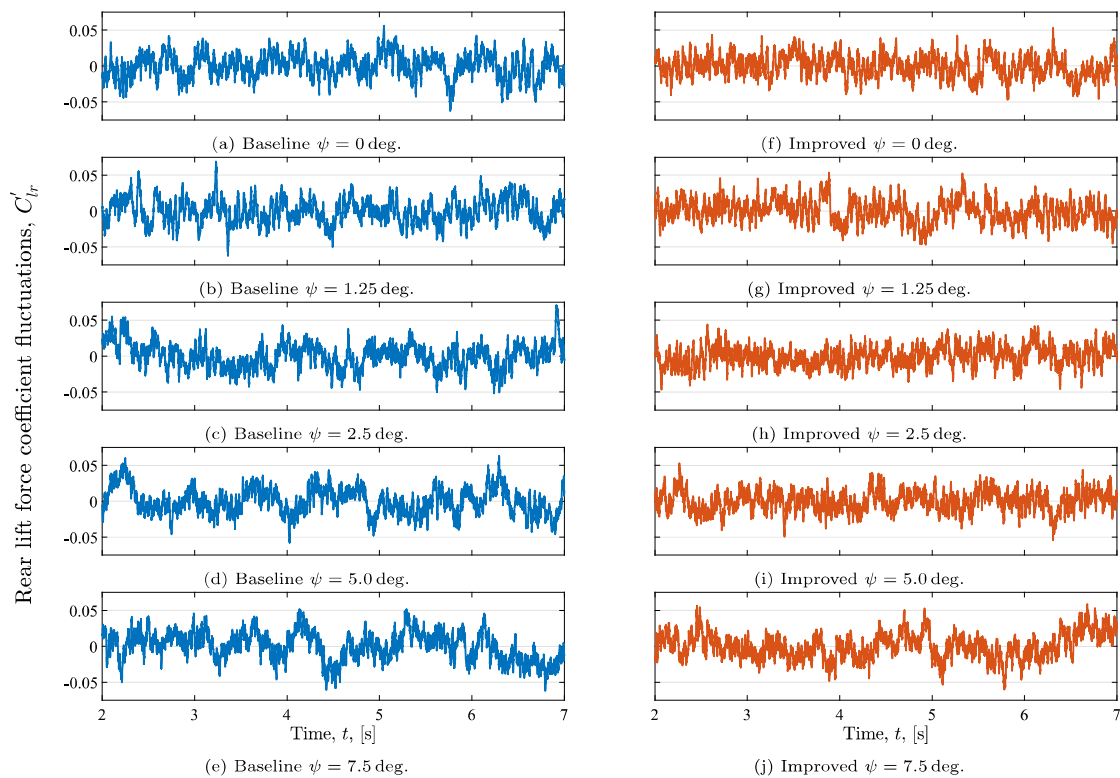 Rear lift force coefficient fluctuations, C′lr
0.05
0
-0.05
(a) Baseline ψ = 0 deg.
(f) Improved ψ = 0 deg.
0.05
0
-0.05
(b) Baseline ψ = 1.25 deg.
(g) Improved ψ = 1.25 deg.
0.05
0
-0.05
(c) Baseline ψ = 2.5 deg.
(h) Improved ψ = 2.5 deg.
0.05
0
-0.05
(d) Baseline ψ = 5.0 deg.
(i) Improved ψ = 5.0 deg.
0.05
0
-0.05
2 3 4 5 6 7
2 3 4 5 6 7
Time, t, [s]
Time, t, [s]
(e) Baseline ψ = 7.5 deg.
(j) Improved ψ = 7.5 deg.